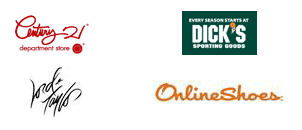 Century 21
department store
EVERY SEASON STARTS AT
DICK'S
SPORTING GOODS
Lord & Taylor
OnlineShoes